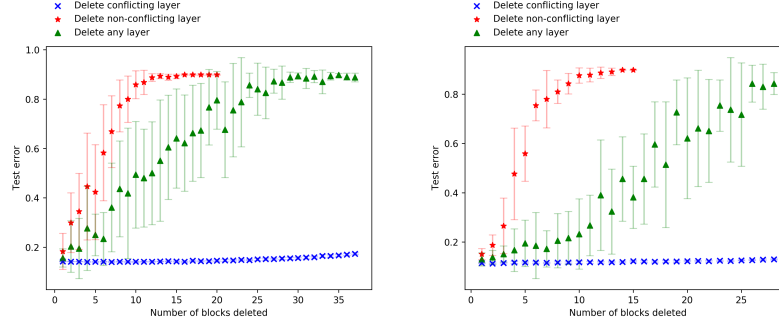 Delete conflicting layer
Delete non-conflicting layer
Delete any layer
1.0
0.8
0.6
0.4
0.2
Test error
0 5 10 15 20 25 30 35
Number of blocks deleted
Delete conflicting layer
Delete non-conflicting layer
Delete any layer
0.8
0.6
0.4
0.2
Test error
0 5 10 15 20 25
Number of blocks deleted